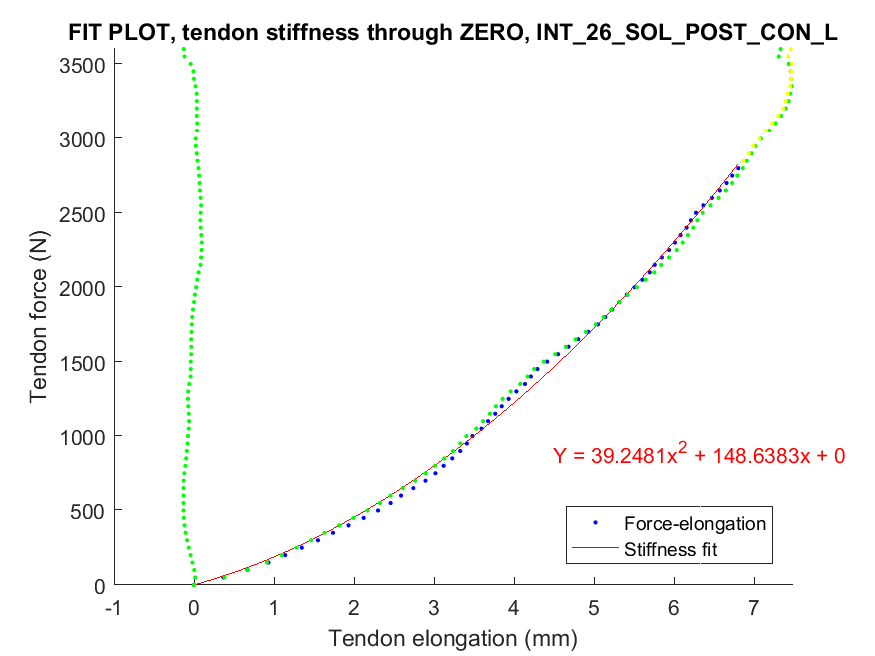 FIT PLOT, tendon stiffness through ZERO, INT_26_SOL_POST_CON_L
3500
3000
2500
2000
1500
1000
500
0
Tendon force (N)
Y = 39.2481x² + 148.6383x + 0
Force-elongation
Stiffness fit
-1 0 1 2 3 4 5 6 7
Tendon elongation (mm)